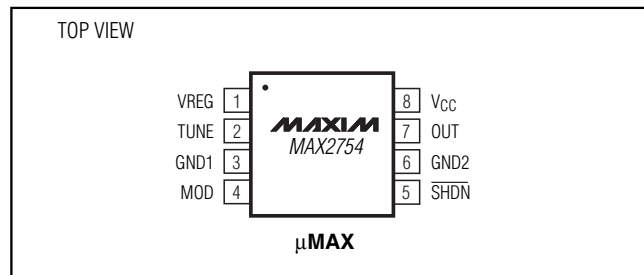 TOP VIEW
VREG 1 8 VCC
TUNE 2 MAXIM 7 OUT
MAX2754
GND1 3 6 GND2
MOD 4 5 SHDN
μMAX